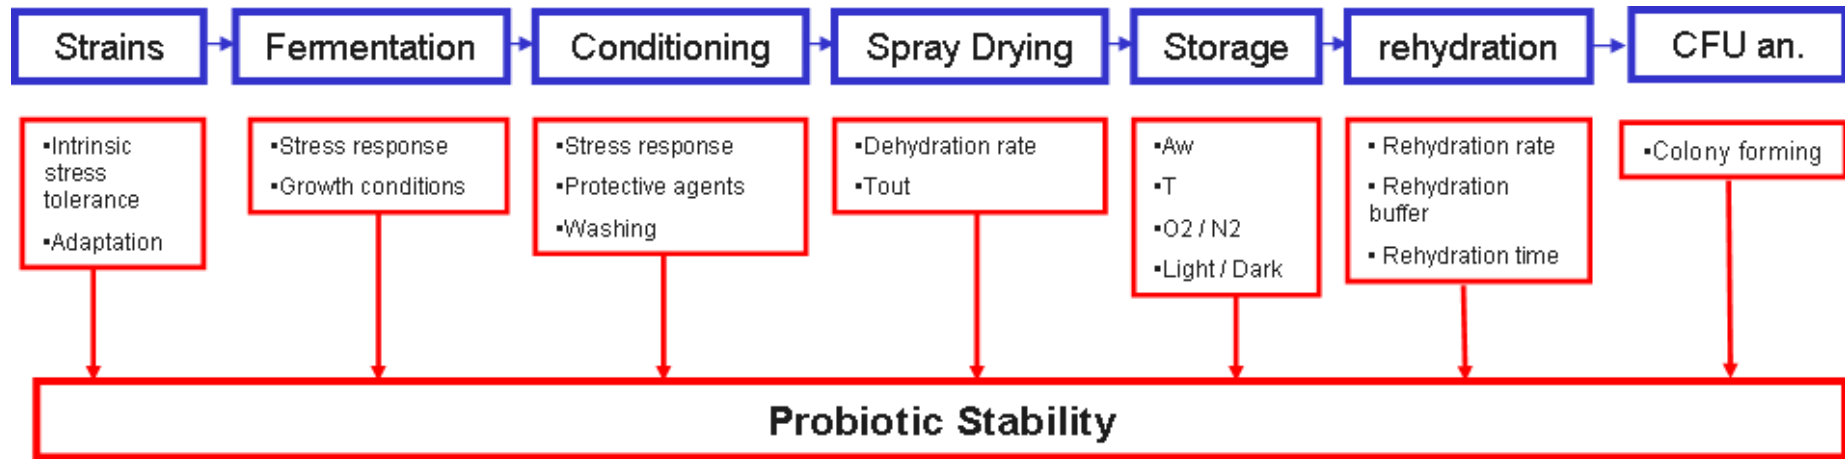 Strains
Fermentation
Conditioning
Spray Drying
Storage
rehydration
CFU an.
▪Intrinsic
stress
tolerance
▪Adaptation
▪Stress response
▪Growth conditions
▪Stress response
▪Protective agents
▪Washing
▪Dehydration rate
▪Tout
▪Aw
▪T
▪O2 / N2
▪Light / Dark
▪ Rehydration rate
▪ Rehydration
buffer
▪ Rehydration time
▪Colony forming
Probiotic Stability